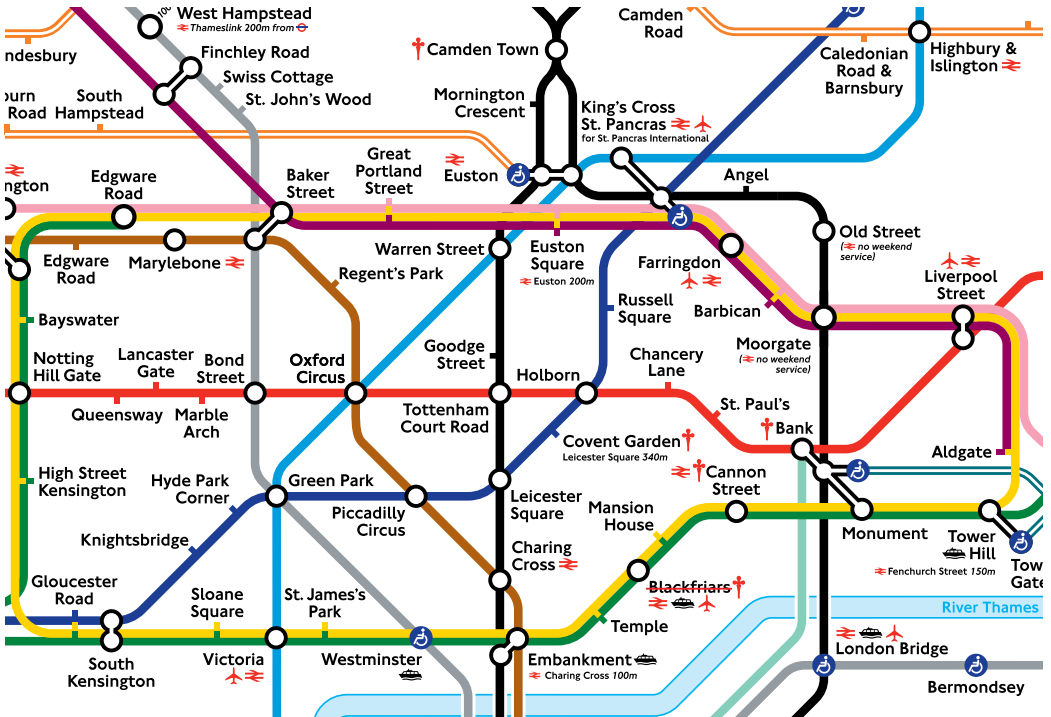 100
West Hampstead
Thameslink 200m from
Finchley Road
Swiss Cottage
St. John's Wood
ndesbury
ourn
Road
South
Hampstead
Camden Town
Mornington
Crescent
King's Cross
St. Pancras
for St. Pancras International
Camden
Road
Caledonian
Road &
Barnsbury
Highbury &
Islington
ngton
Edgware
Road
Baker
Street
Great
Portland
Street
Euston
Angel
Edgware
Road
Marylebone
Regent's Park
Warren Street
Euston
Square
Euston 200m
Farringdon
Barbican
Old Street
(no weekend
service)
Liverpool
Street
Bayswater
Russell
Square
Goodge
Street
Moorgate
(no weekend
service)
Notting
Hill Gate
Lancaster
Gate
Bond
Street
Oxford
Circus
Holborn
Chancery
Lane
Queensway
Marble
Arch
Tottenham
Court Road
St. Paul's
Bank
Covent Garden
Leicester Square 340m
Cannon
Street
Aldgate
High Street
Kensington
Hyde Park
Corner
Green Park
Piccadilly
Circus
Leicester
Square
Mansion
House
Monument
Tower
Hill
Fenchurch Street 150m
Tow
Gate
Knightsbridge
Charing
Cross
Blackfriars
Gloucester
Road
Sloane
Square
St. James's
Park
Temple
River Thames
South
Kensington
Victoria
Westminster
Embankment
Charing Cross 100m
London Bridge
Bermondsey